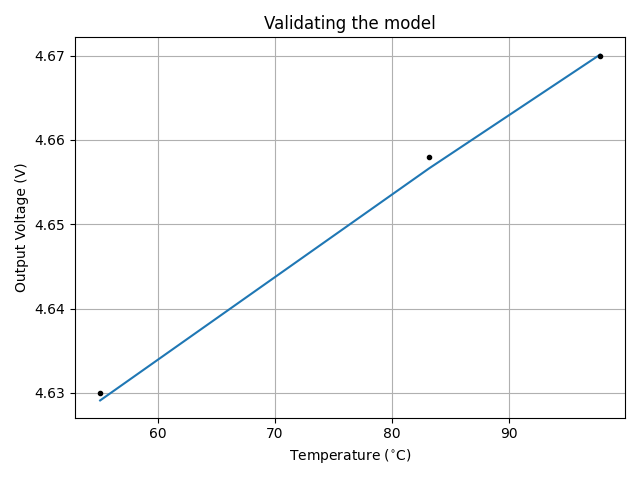 Validating the model
4.67
4.66
4.65
4.64
4.63
Output Voltage (V)
60 70 80 90
Temperature (°C)